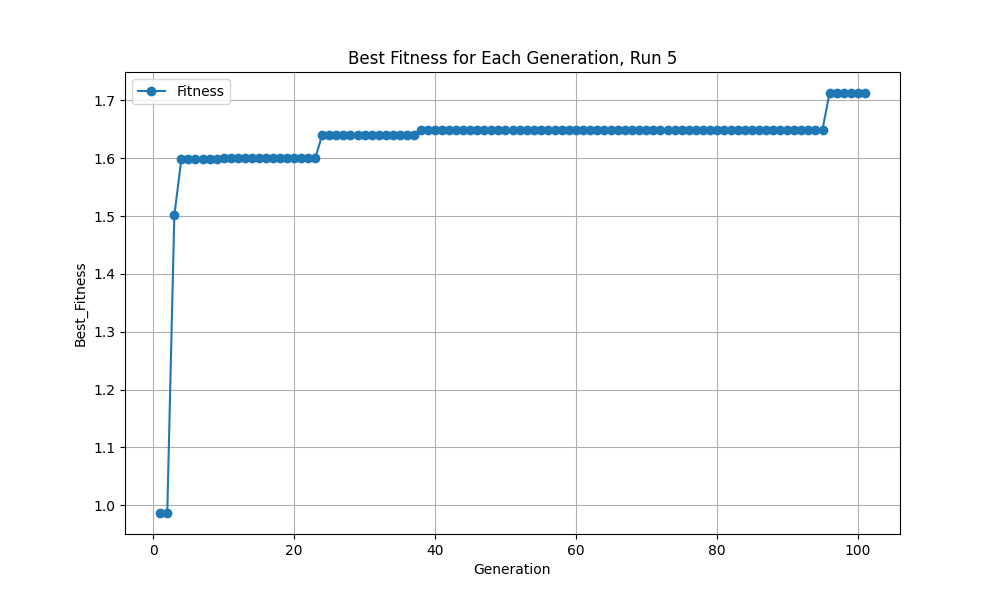 Best Fitness for Each Generation, Run 5
Fitness
Best_Fitness
1.7
1.6
1.5
1.4
1.3
1.2
1.1
1.0
0 20 40 60 80 100
Generation